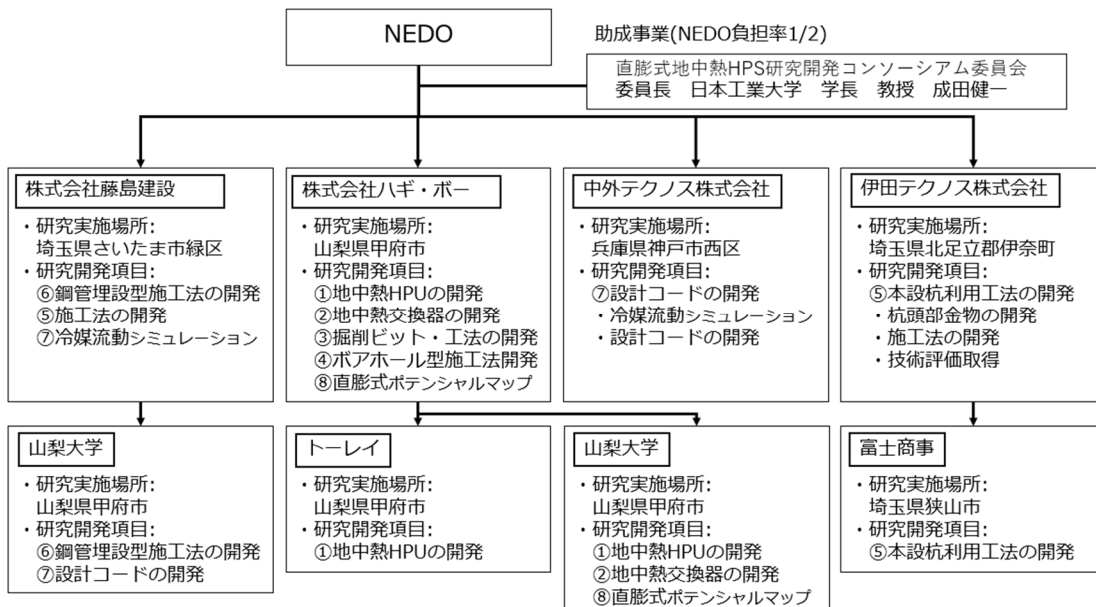 NEDO
助成事業(NEDO負担率1/2)
直膨式地中熱HPS研究開発コンソーシアム委員会
委員長　日本工業大学　学長　教授　成田健一
株式会社藤島建設
・研究実施場所:
埼玉県さいたま市緑区
・研究開発項目:
⑥鋼管埋設型施工法の開発
⑤施工法の開発
⑦冷媒流動シミュレーション
株式会社ハギ・ボー
・研究実施場所:
山梨県甲府市
・研究開発項目:
①地中熱HPUの開発
②地中熱交換器の開発
③掘削ビット・工法の開発
④ボアホール型施工法開発
⑧直膨式ポテンシャルマップ
中外テクノス株式会社
・研究実施場所:
兵庫県神戸市西区
・研究開発項目:
⑦設計コードの開発
・冷媒流動シミュレーション
・設計コードの開発
伊田テクノス株式会社
・研究実施場所:
埼玉県北足立郡伊奈町
・研究開発項目:
⑤本設杭利用工法の開発
・杭頭部金物の開発
・施工法の開発
・技術評価取得
山梨大学
・研究実施場所:
山梨県甲府市
・研究開発項目:
⑥鋼管埋設型施工法の開発
⑦設計コードの開発
トーレイ
・研究実施場所:
山梨県甲府市
・研究開発項目:
①地中熱HPUの開発
山梨大学
・研究実施場所:
山梨県甲府市
・研究開発項目:
①地中熱HPUの開発
②地中熱交換器の開発
⑧直膨式ポテンシャルマップ
富士商事
・研究実施場所:
埼玉県狭山市
・研究開発項目:
⑤本設杭利用工法の開発